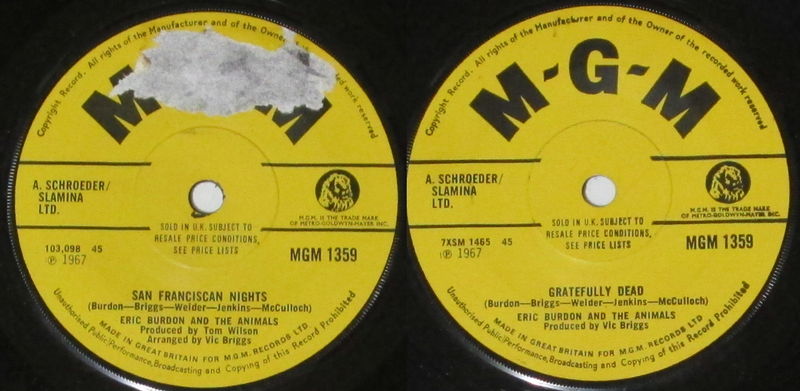 Copyright Record. All rights of the Manufacturer and of the Owner of the recorded work reserved
M M
A. SCHROEDER/
SLAMINA
LTD.
M.G.M. IS THE TRADE MARK
OF METRO-GOLDWYN-MAYER INC.
SOLD IN U.K. SUBJECT TO
RESALE PRICE CONDITIONS,
SEE PRICE LISTS
103,098 45
℗ 1967
MGM 1359
SAN FRANCISCAN NIGHTS
(Burdon—Briggs—Weider—Jenkins—McCulloch)
ERIC BURDON AND THE ANIMALS
Produced by Tom Wilson
Arranged by Vic Briggs
MADE IN GREAT BRITAIN FOR M.G.M. RECORDS LTD
Unauthorised Public Performance, Broadcasting and Copying of this Record Prohibited
Copyright Record. All rights of the Manufacturer and of the Owner of the recorded work reserved
M-G-M
A. SCHROEDER/
SLAMINA
LTD.
M.G.M. IS THE TRADE MARK
OF METRO-GOLDWYN-MAYER INC.
SOLD IN U.K. SUBJECT TO
RESALE PRICE CONDITIONS,
SEE PRICE LISTS
7XSM 1465 45
℗ 1967
MGM 1359
GRATEFULLY DEAD
(Burdon—Briggs—Weider—Jenkins—McCulloch)
ERIC BURDON AND THE ANIMALS
Produced by Vic Briggs
MADE IN GREAT BRITAIN FOR M.G.M. RECORDS LTD
Unauthorised Public Performance, Broadcasting and Copying of this Record Prohibited